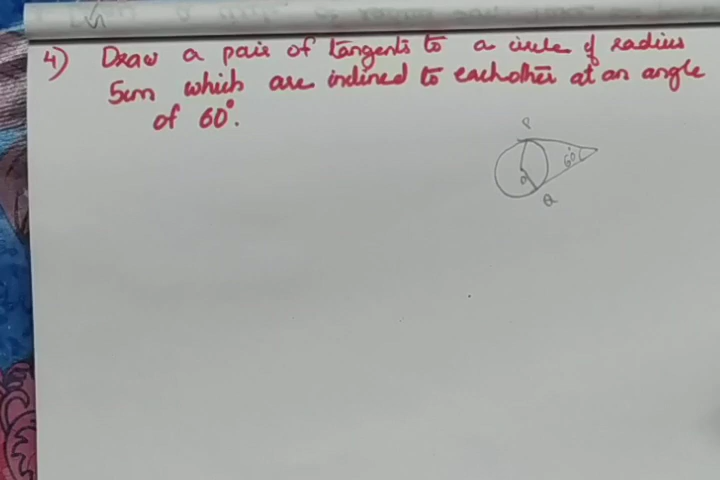 4) Draw a pair of tangents to a circle of radius
5cm which are inclined to eachother at an angle
of 60°.
P
60°
O
Q